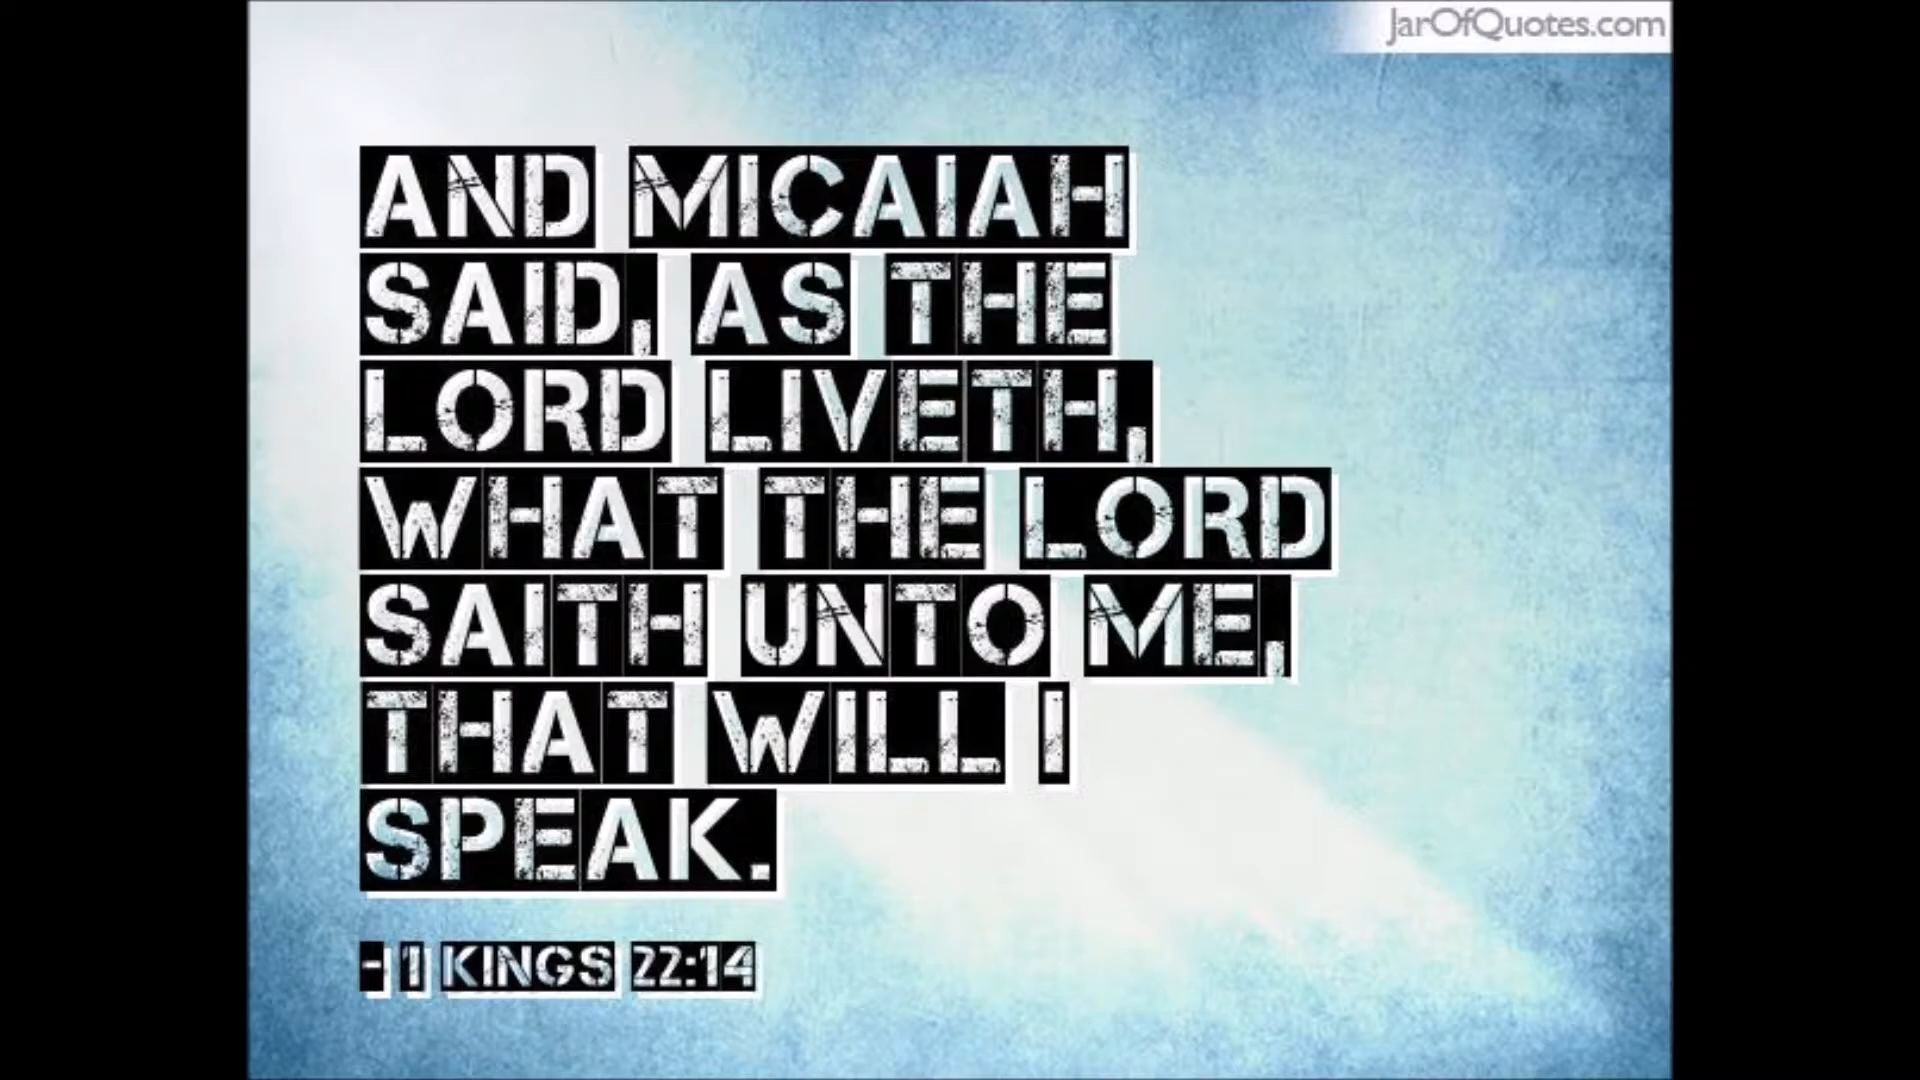 JarOfQuotes.com
AND MICAIAH
SAID, AS THE
LORD LIVETH,
WHAT THE LORD
SAITH UNTO ME,
THAT WILL I
SPEAK.
- 1 KINGS 22:14